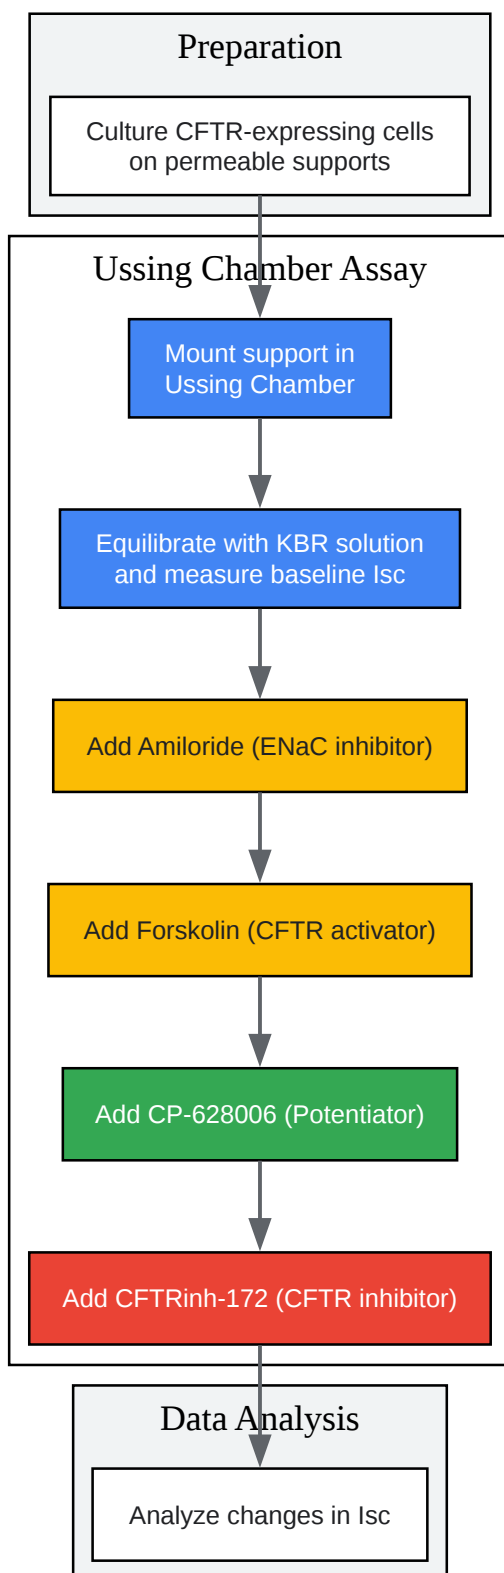 Preparation
Culture CFTR-expressing cells
on permeable supports
Ussing Chamber Assay
Mount support in
Ussing Chamber
Equilibrate with KBR solution
and measure baseline Isc
Add Amiloride (ENaC inhibitor)
Add Forskolin (CFTR activator)
Add CP-628006 (Potentiator)
Add CFTRinh-172 (CFTR inhibitor)
Data Analysis
Analyze changes in Isc